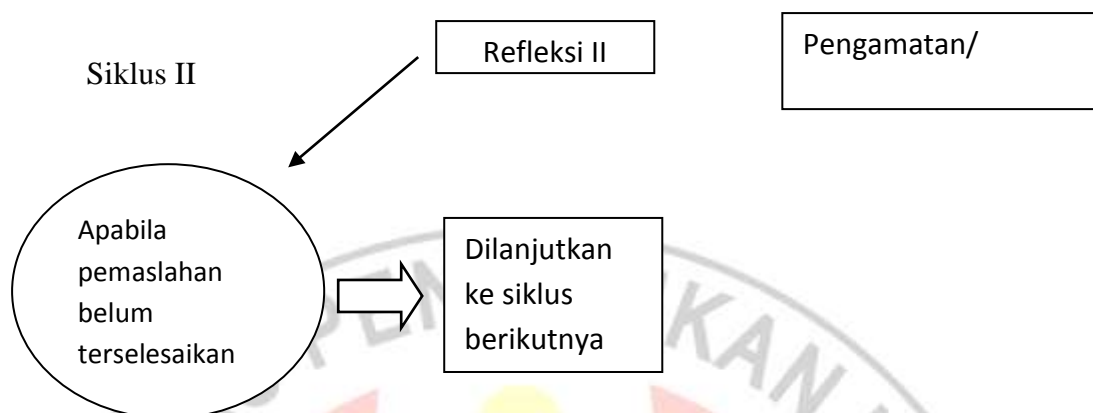 Siklus II
Refleksi II
Pengamatan/
Apabila
pemaslahan
belum
terselesaikan
Dilanjutkan
ke siklus
berikutnya